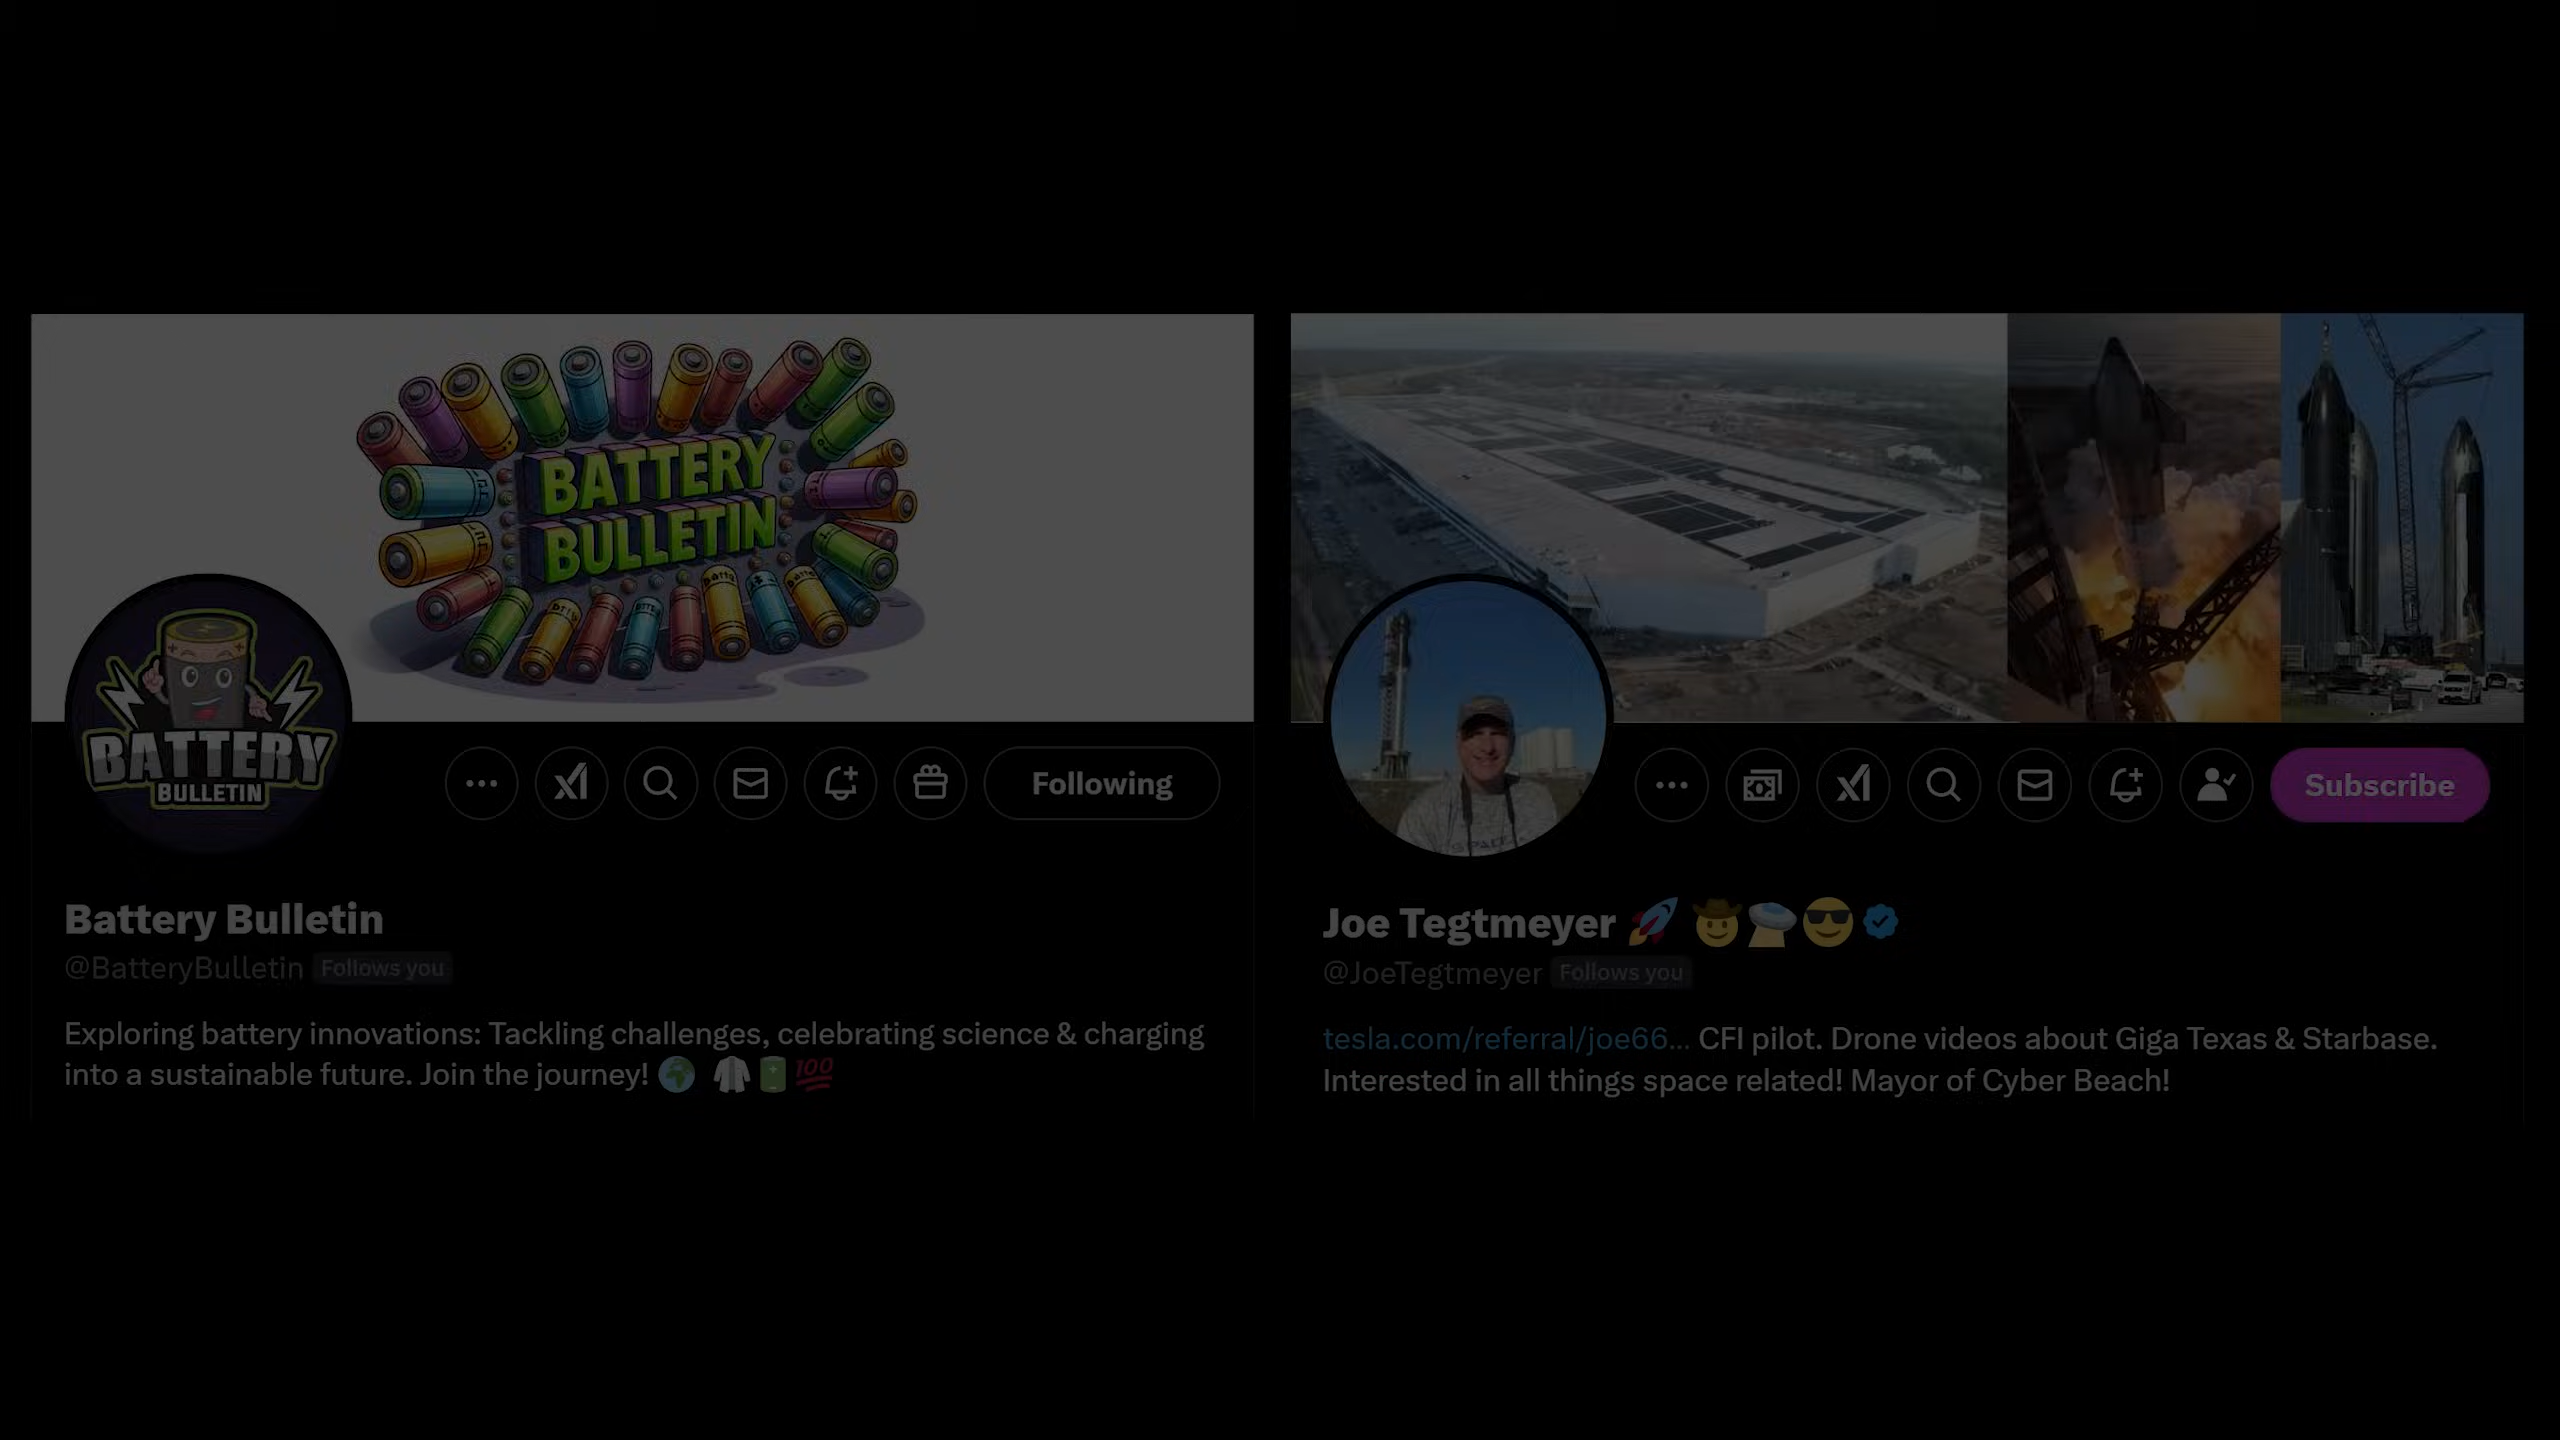 BATTERY
BULLETIN
BATTERY
BULLETIN
Following
Battery Bulletin
@BatteryBulletin Follows you
Exploring battery innovations: Tackling challenges, celebrating science & charging
into a sustainable future. Join the journey! 🌍 🥼🔋💯
Subscribe
Joe Tegtmeyer 🚀 🤠🛸😎
@JoeTegtmeyer Follows you
tesla.com/referral/joe66… CFI pilot. Drone videos about Giga Texas & Starbase.
Interested in all things space related! Mayor of Cyber Beach!